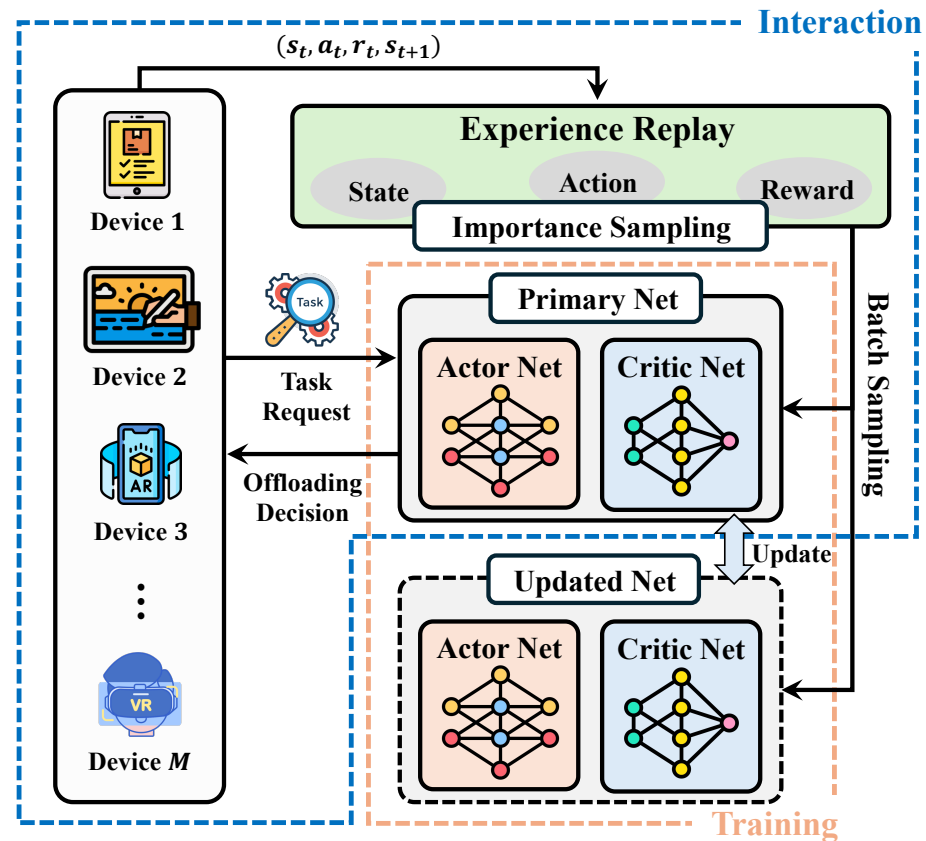 Interaction
(s_t, a_t, r_t, s_{t+1})
Experience Replay
State
Action
Reward
Importance Sampling
Device 1
Device 2
AR
Device 3
VR
Device M
Task
Task
Request
Offloading
Decision
Primary Net
Actor Net
Critic Net
Batch Sampling
Update
Updated Net
Actor Net
Critic Net
Training